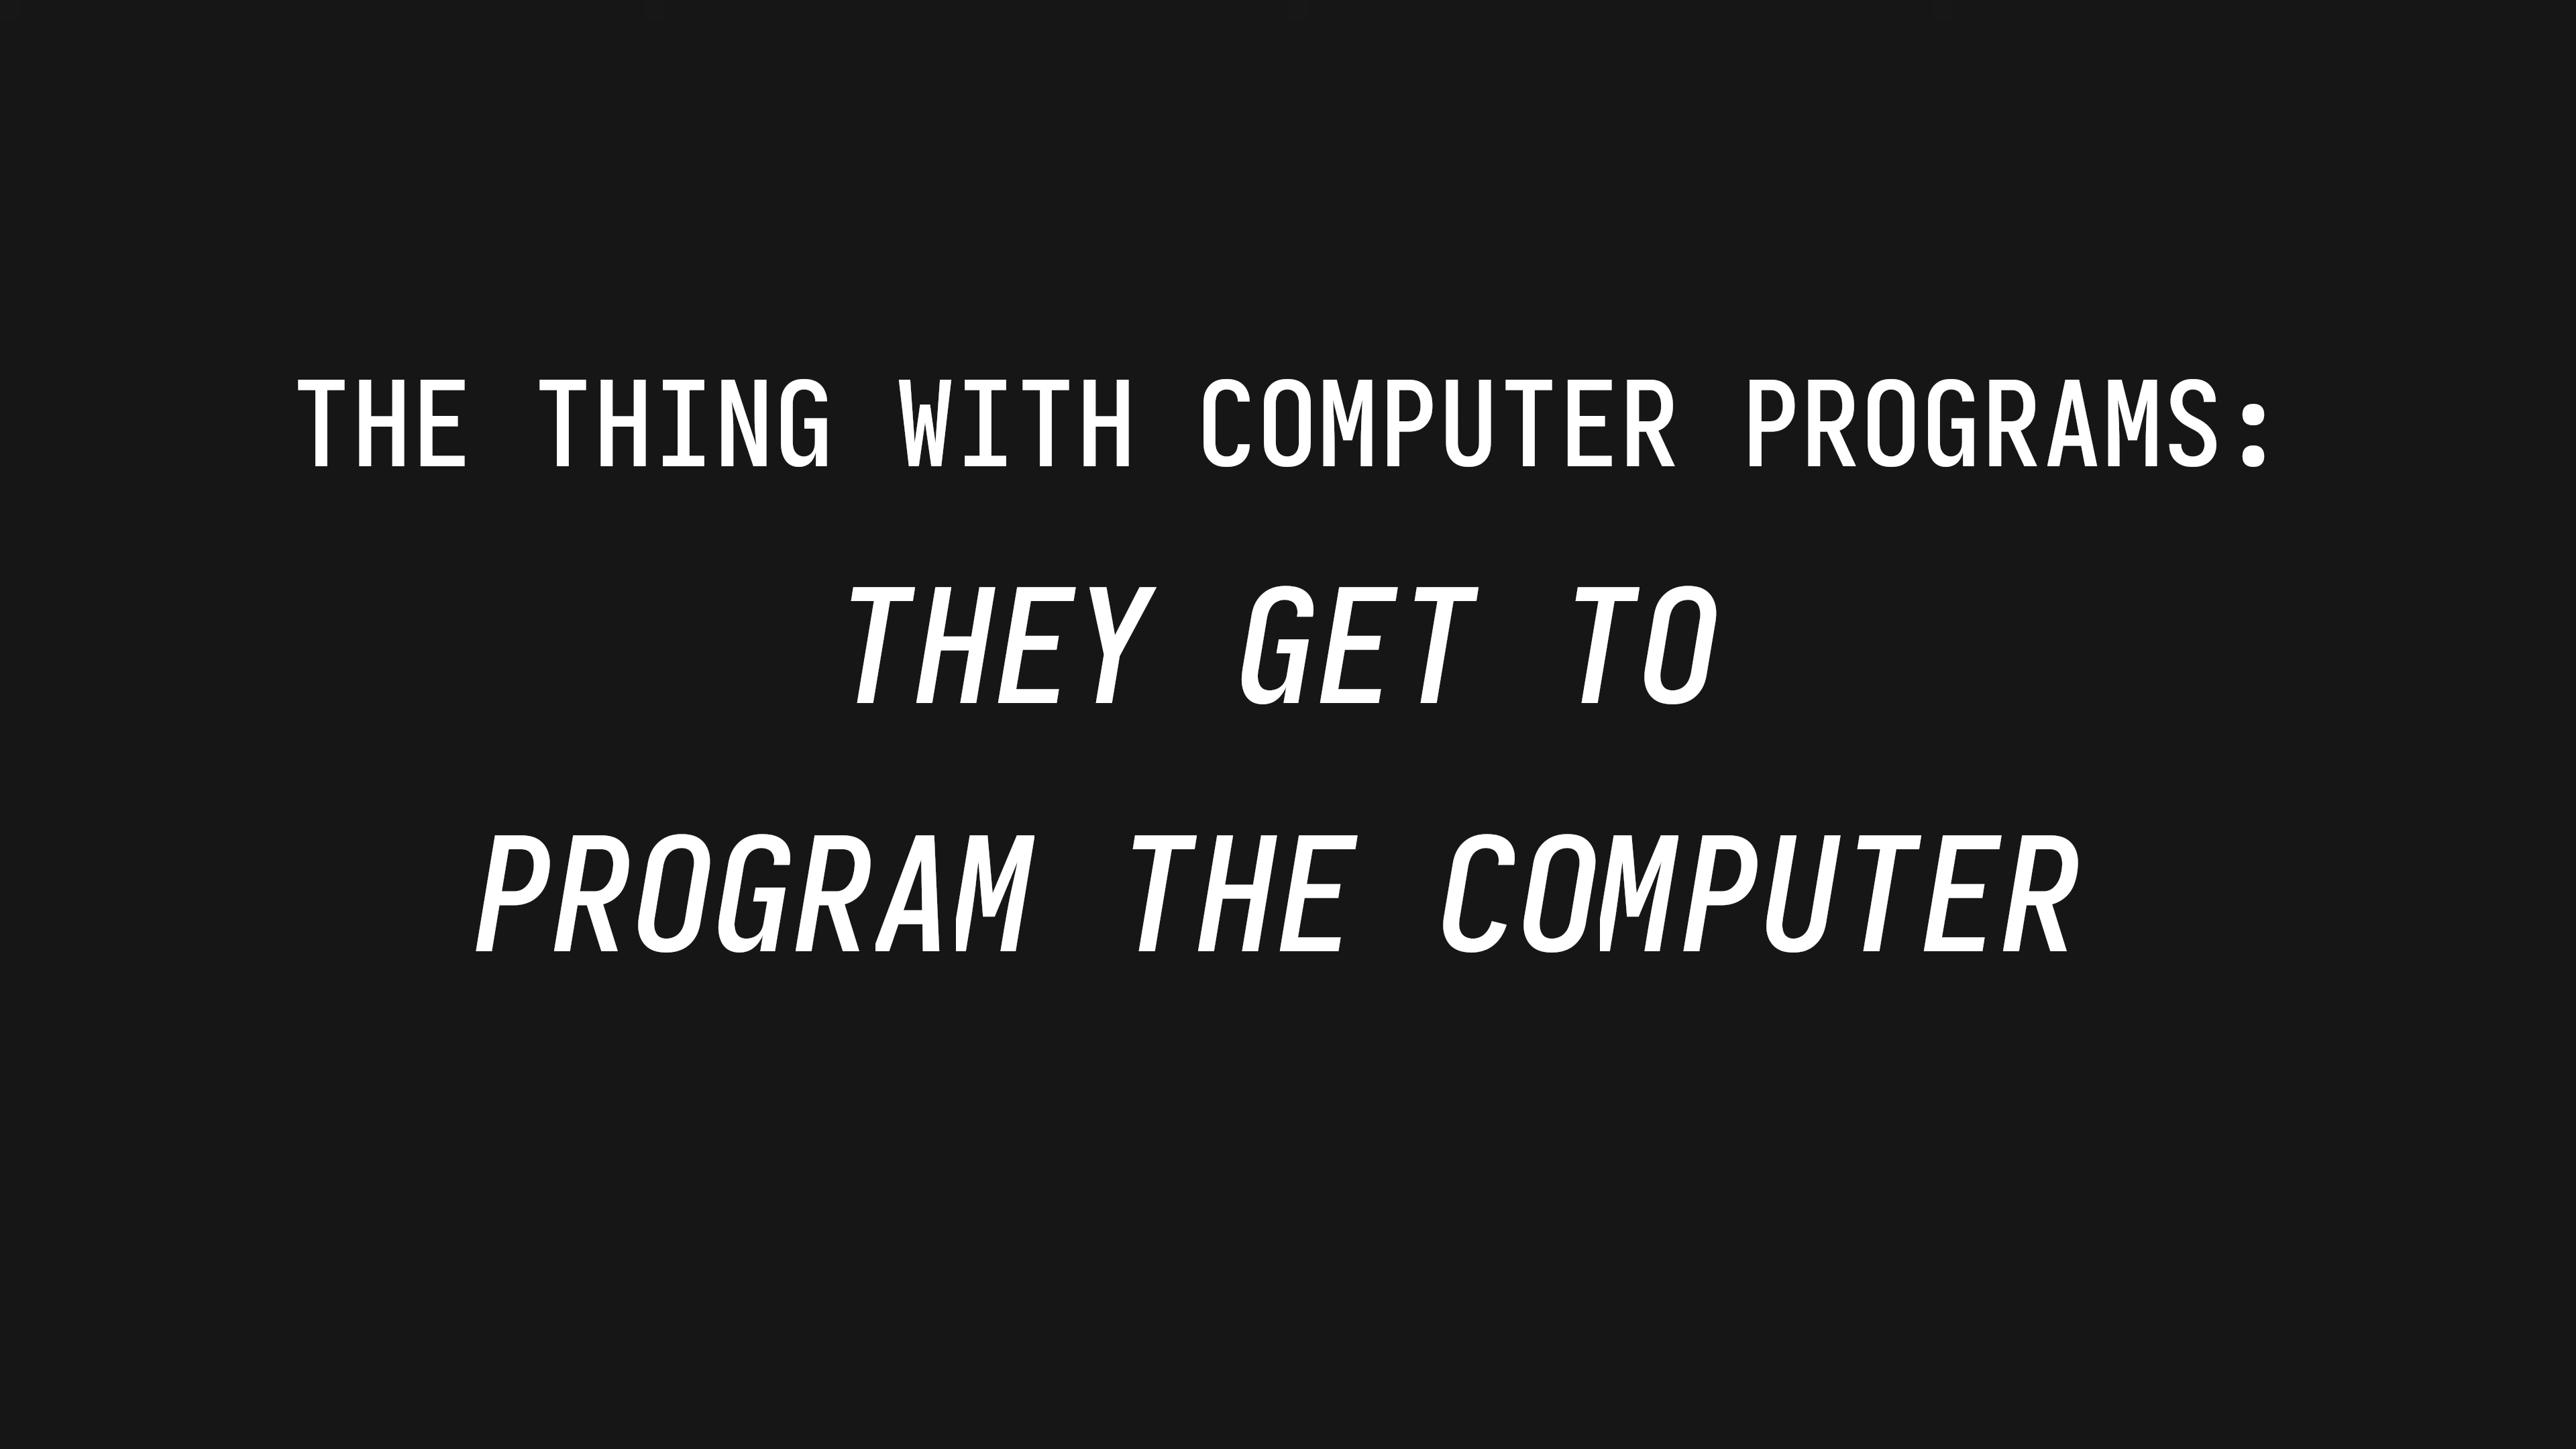 THE THING WITH COMPUTER PROGRAMS:
THEY GET TO
PROGRAM THE COMPUTER